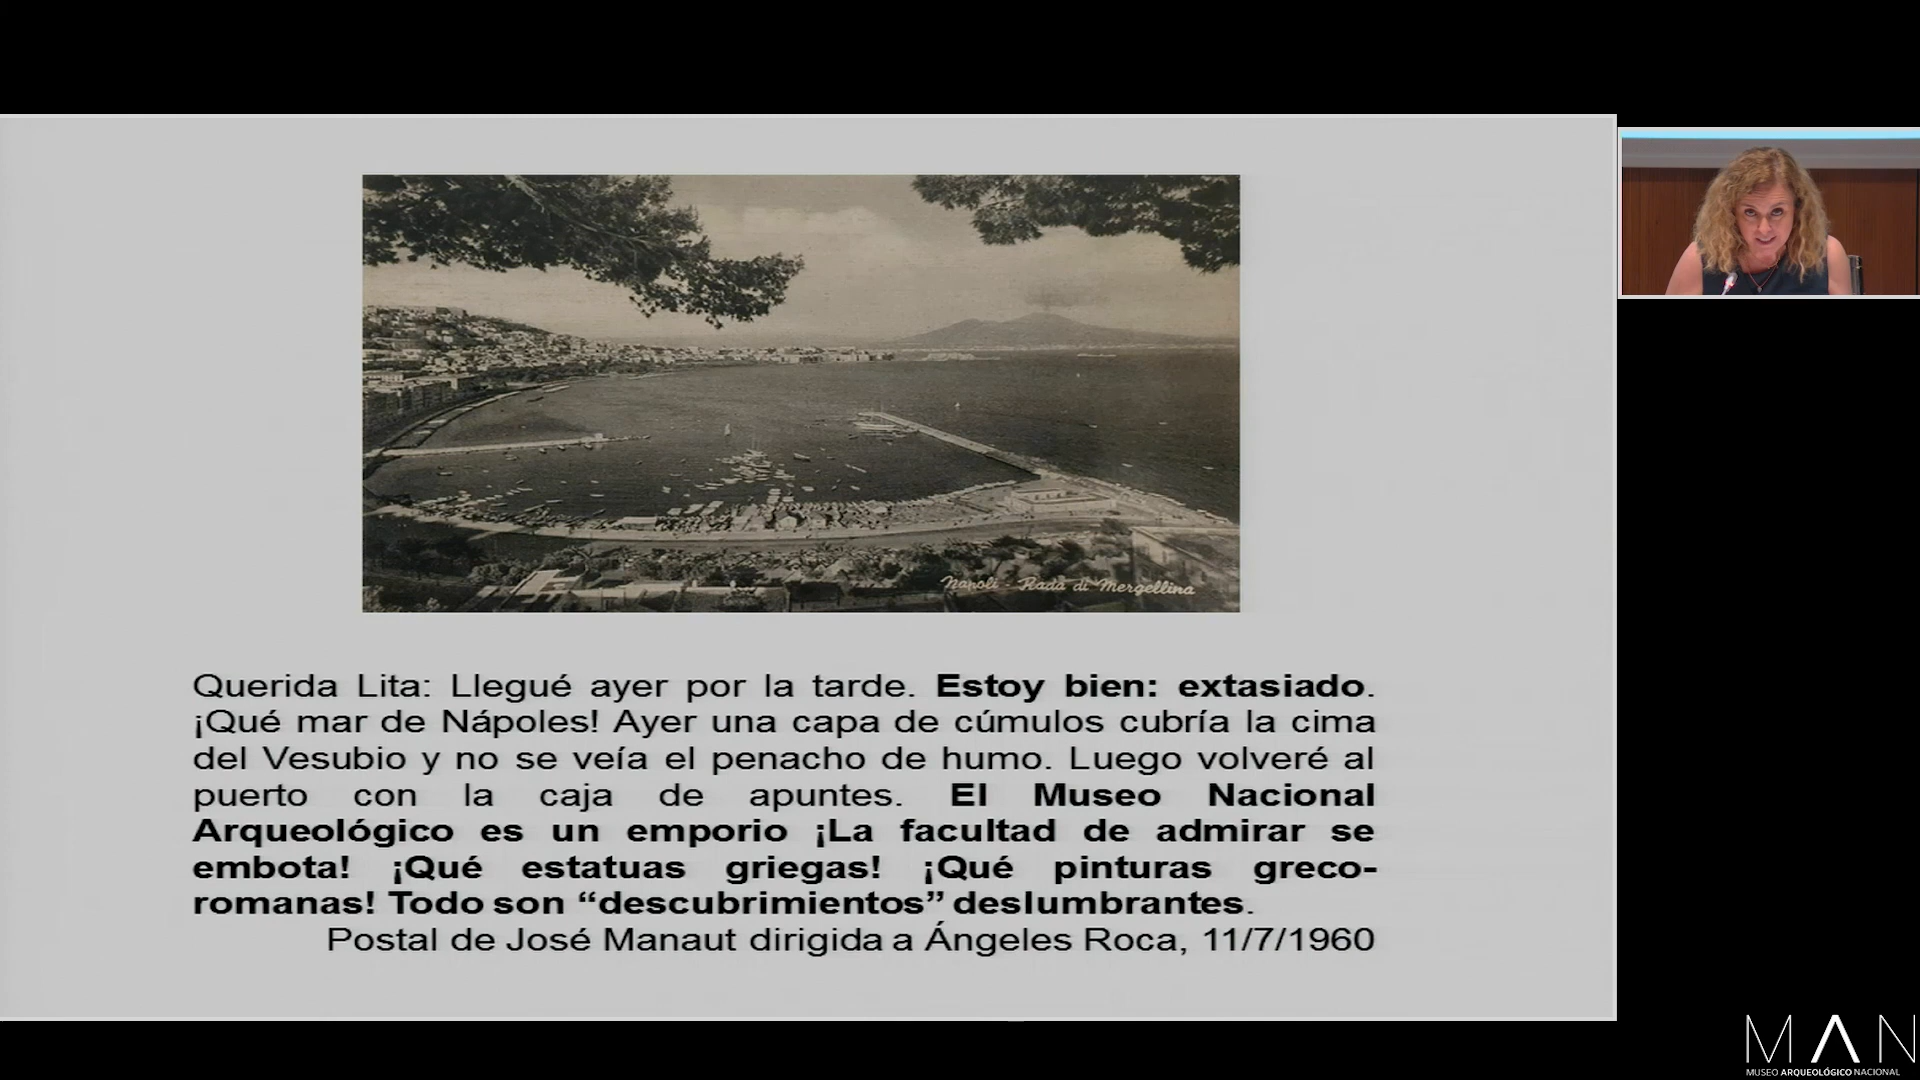 Napoli - Rada di Mergellina
Querida Lita: Llegué ayer por la tarde. Estoy bien: extasiado.
¡Qué mar de Nápoles! Ayer una capa de cúmulos cubría la cima
del Vesubio y no se veía el penacho de humo. Luego volveré al
puerto con la caja de apuntes. El Museo Nacional
Arqueológico es un emporio ¡La facultad de admirar se
embota! ¡Qué estatuas griegas! ¡Qué pinturas greco-
romanas! Todo son “descubrimientos” deslumbrantes.
Postal de José Manaut dirigida a Ángeles Roca, 11/7/1960
MAN
MUSEO ARQUEOLÓGICO NACIONAL